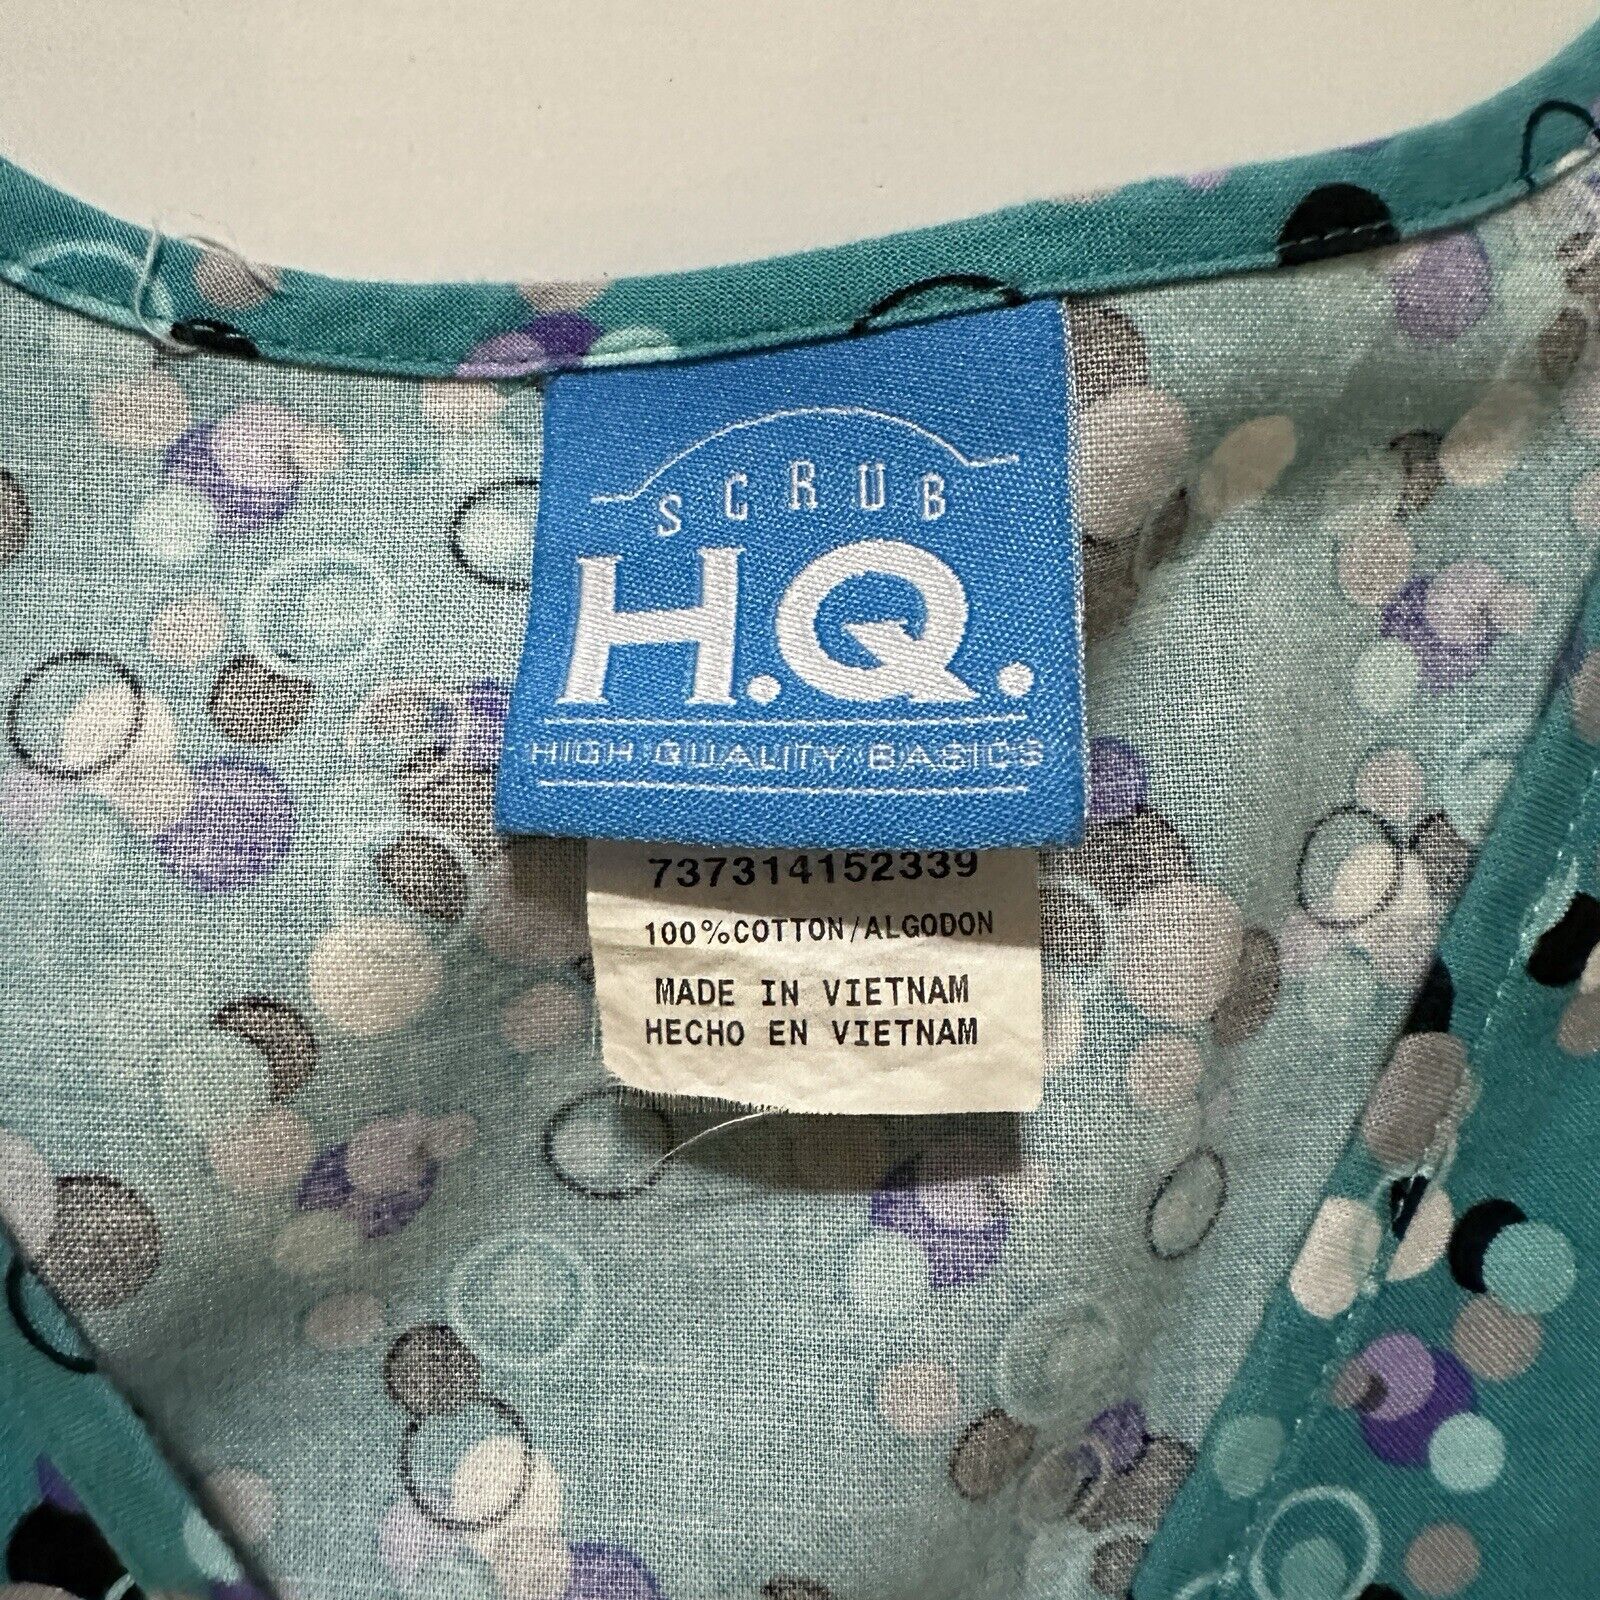 SCRUB
H.Q.
HIGH QUALITY BASICS
737314152339
100%COTTON/ALGODON
MADE IN VIETNAM
HECHO EN VIETNAM